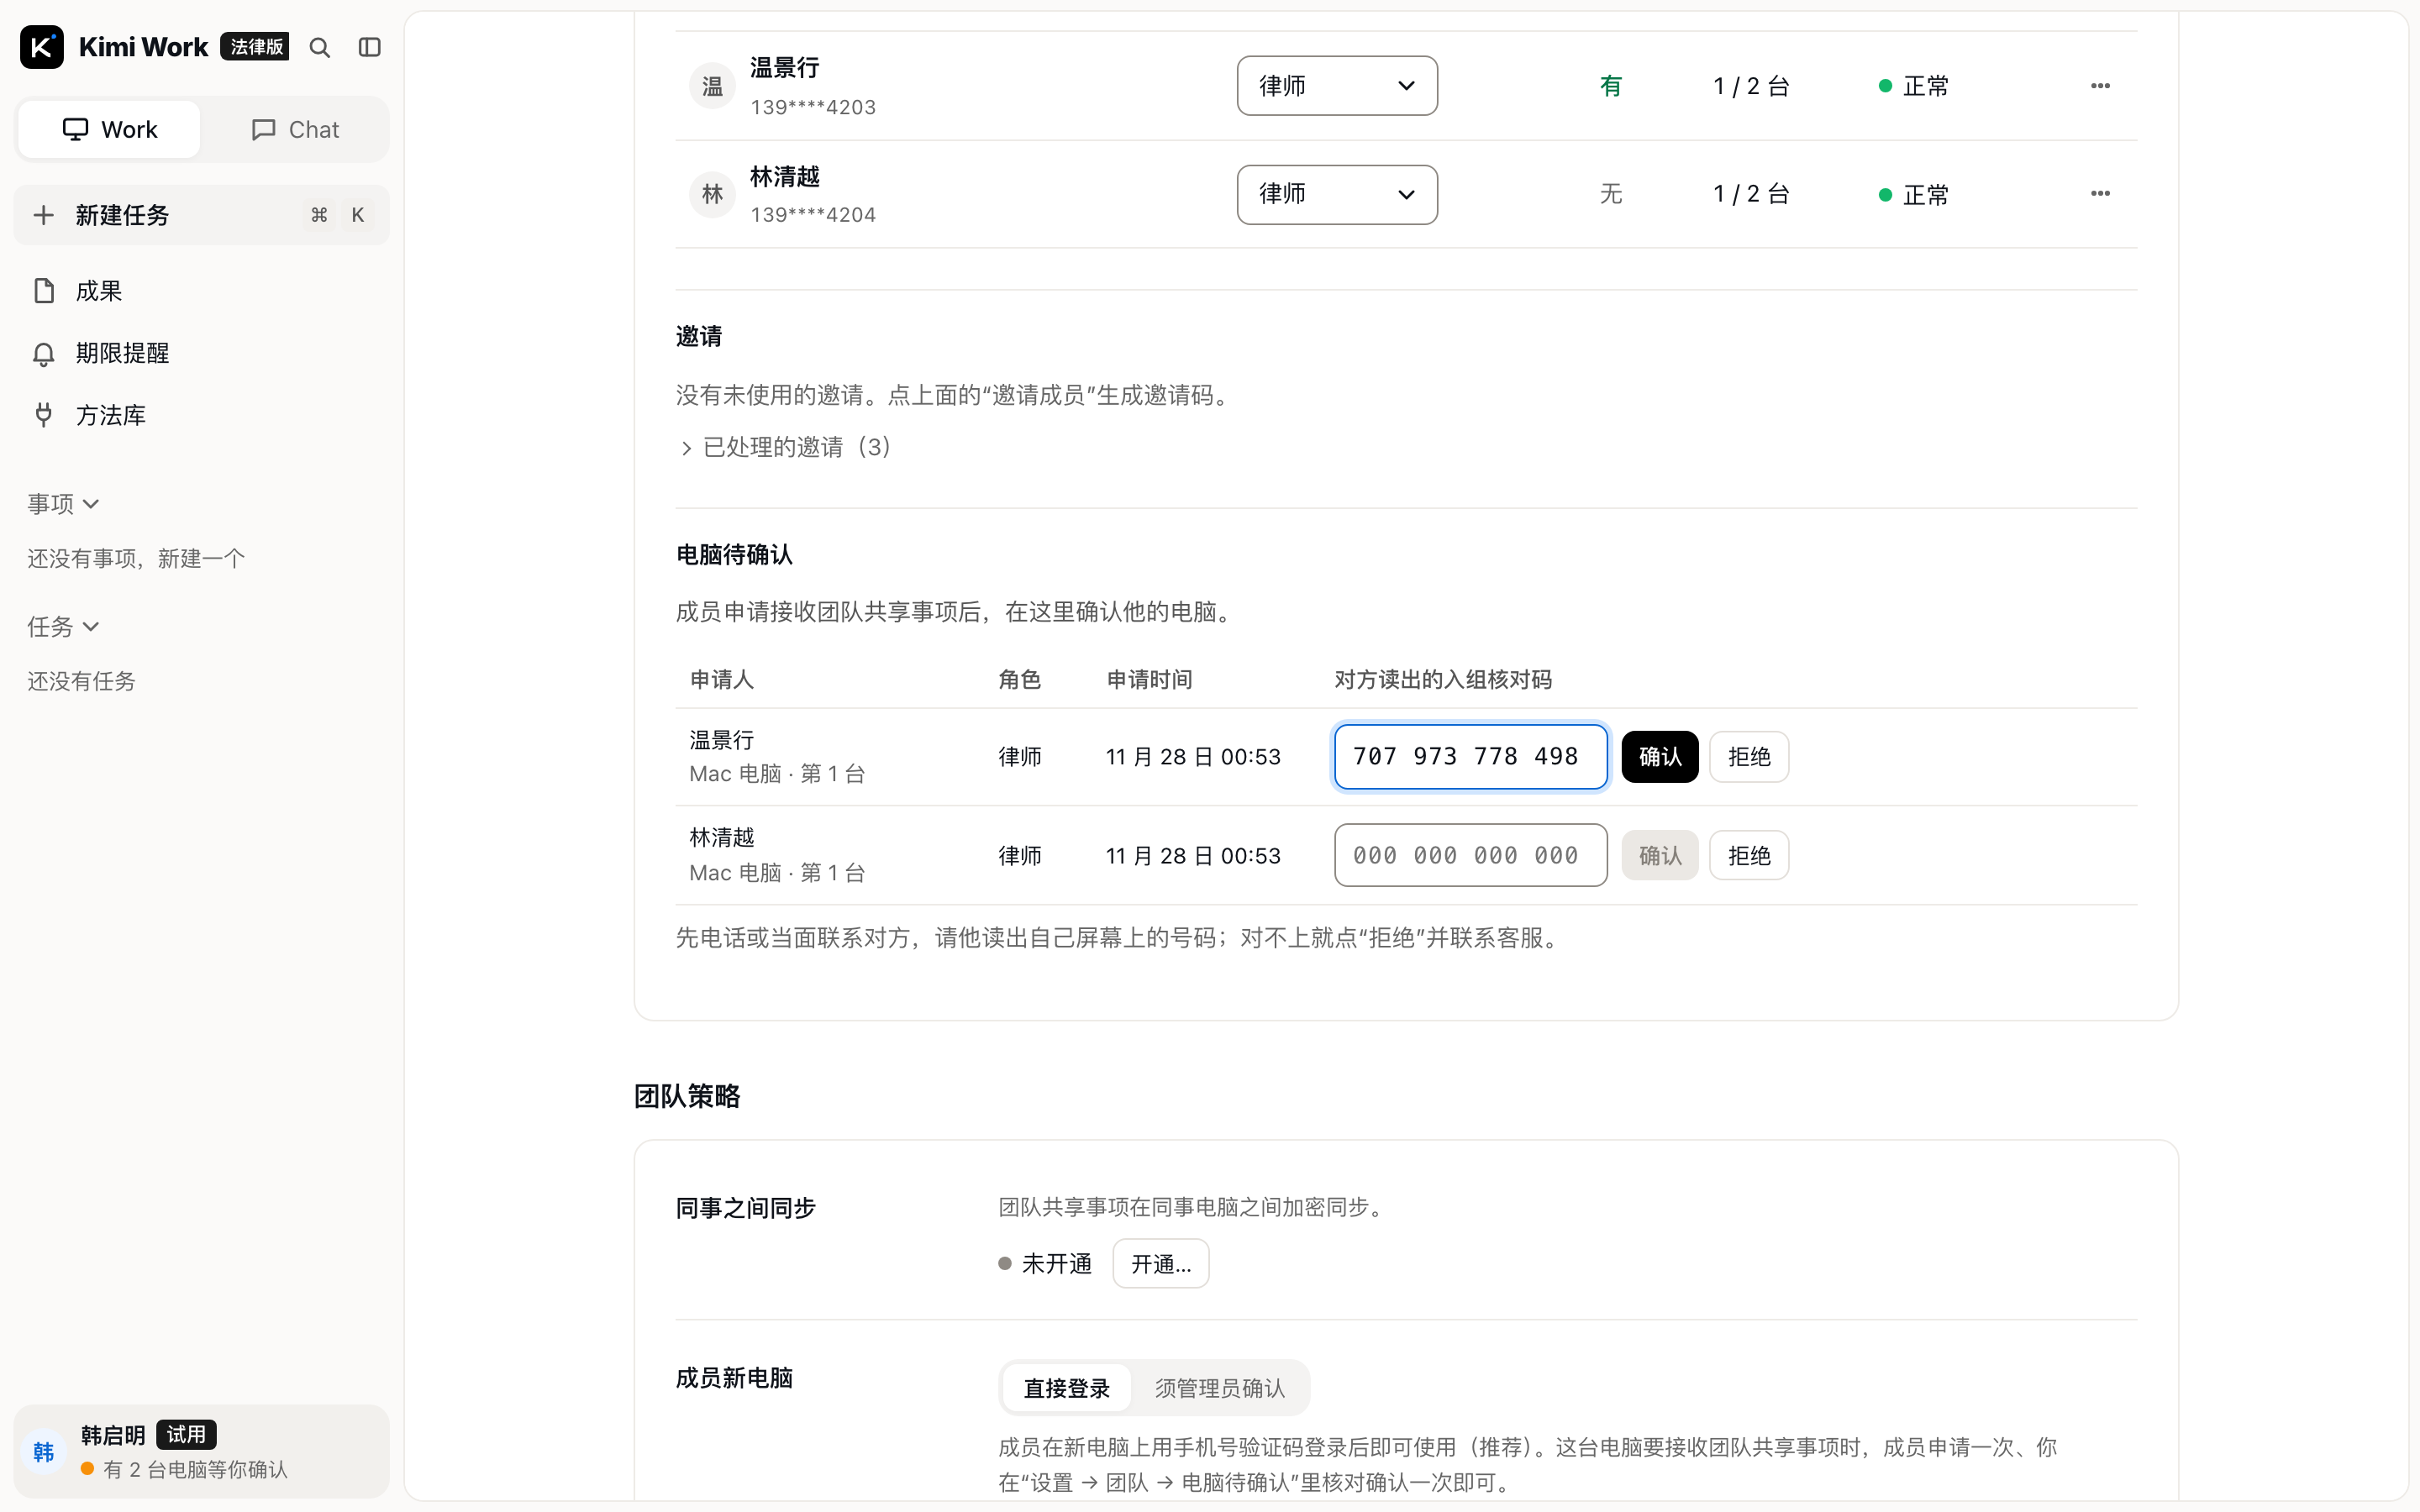 Kimi Work 法律版
Work Chat
新建任务 ⌘ K
成果
期限提醒
方法库
事项
还没有事项，新建一个
任务
还没有任务
韩 韩启明 试用
有 2 台电脑等你确认
温 温景行 律师 有 1 / 2 台 正常
139****4203
林 林清越 律师 无 1 / 2 台 正常
139****4204
邀请
没有未使用的邀请。点上面的“邀请成员”生成邀请码。
已处理的邀请（3）
电脑待确认
成员申请接收团队共享事项后，在这里确认他的电脑。
申请人 角色 申请时间 对方读出的入组核对码
温景行 律师 11 月 28 日 00:53 707 973 778 498 确认 拒绝
Mac 电脑 · 第 1 台
林清越 律师 11 月 28 日 00:53 000 000 000 000 确认 拒绝
Mac 电脑 · 第 1 台
先电话或当面联系对方，请他读出自己屏幕上的号码；对不上就点“拒绝”并联系客服。
团队策略
同事之间同步 团队共享事项在同事电脑之间加密同步。
未开通 开通...
成员新电脑 直接登录 须管理员确认
成员在新电脑上用手机号验证码登录后即可使用（推荐）。这台电脑要接收团队共享事项时，成员申请一次、你
在“设置 → 团队 → 电脑待确认”里核对确认一次即可。